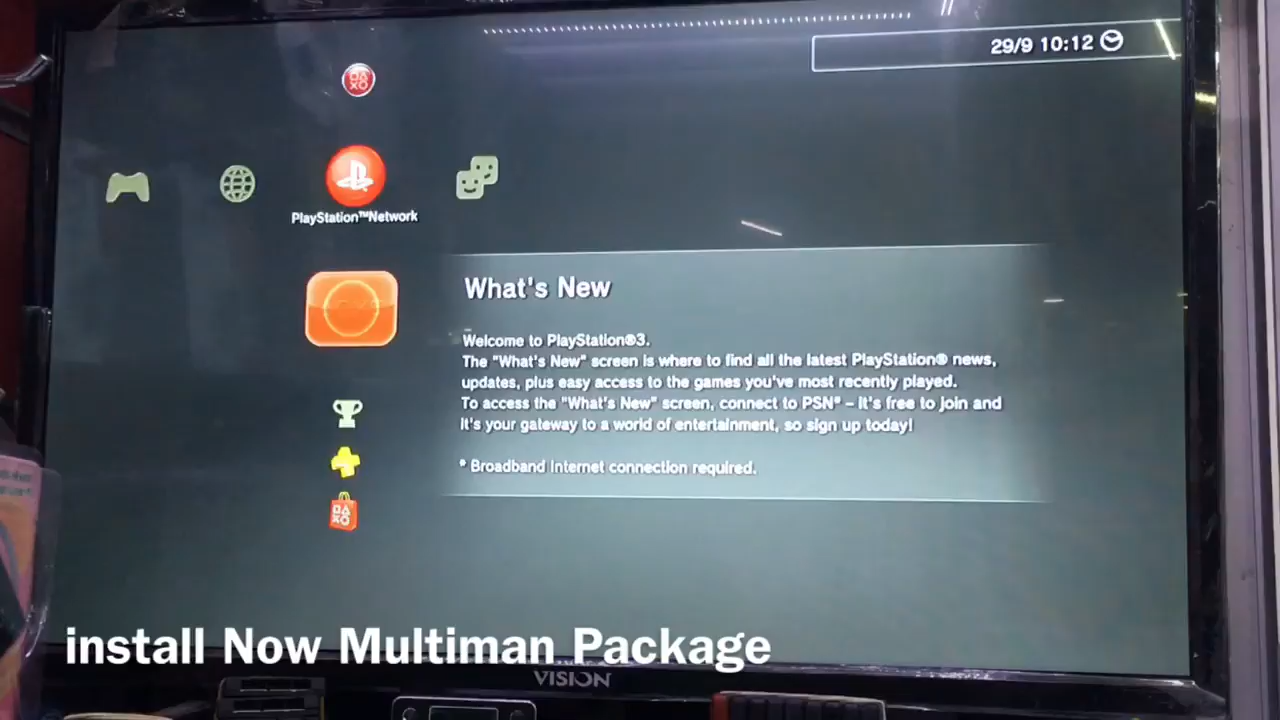 29/9 10:12
PlayStation™Network
What's New
Welcome to PlayStation®3.
The "What's New" screen is where to find all the latest PlayStation® news,
updates, plus easy access to the games you've most recently played.
To access the "What's New" screen, connect to PSN* – it's free to join and
it's your gateway to a world of entertainment, so sign up today!
* Broadband Internet connection required.
install Now Multiman Package
VISION